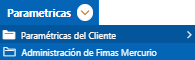 Parametricas
Paramétricas del Cliente
Administración de Fimas Mercurio